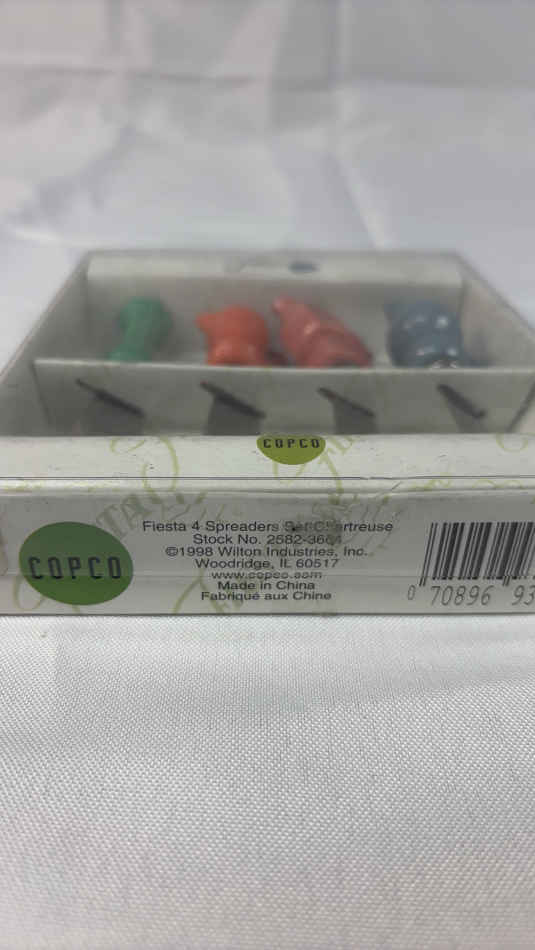 COPCO
COPCO
Fiesta 4 Spreaders Set Chartreuse
Stock No. 2582-3664
©1998 Wilton Industries, Inc.
Woodridge, IL 60517
www.copco.com
Made in China
Fabriqué aux Chine
0 70896 93